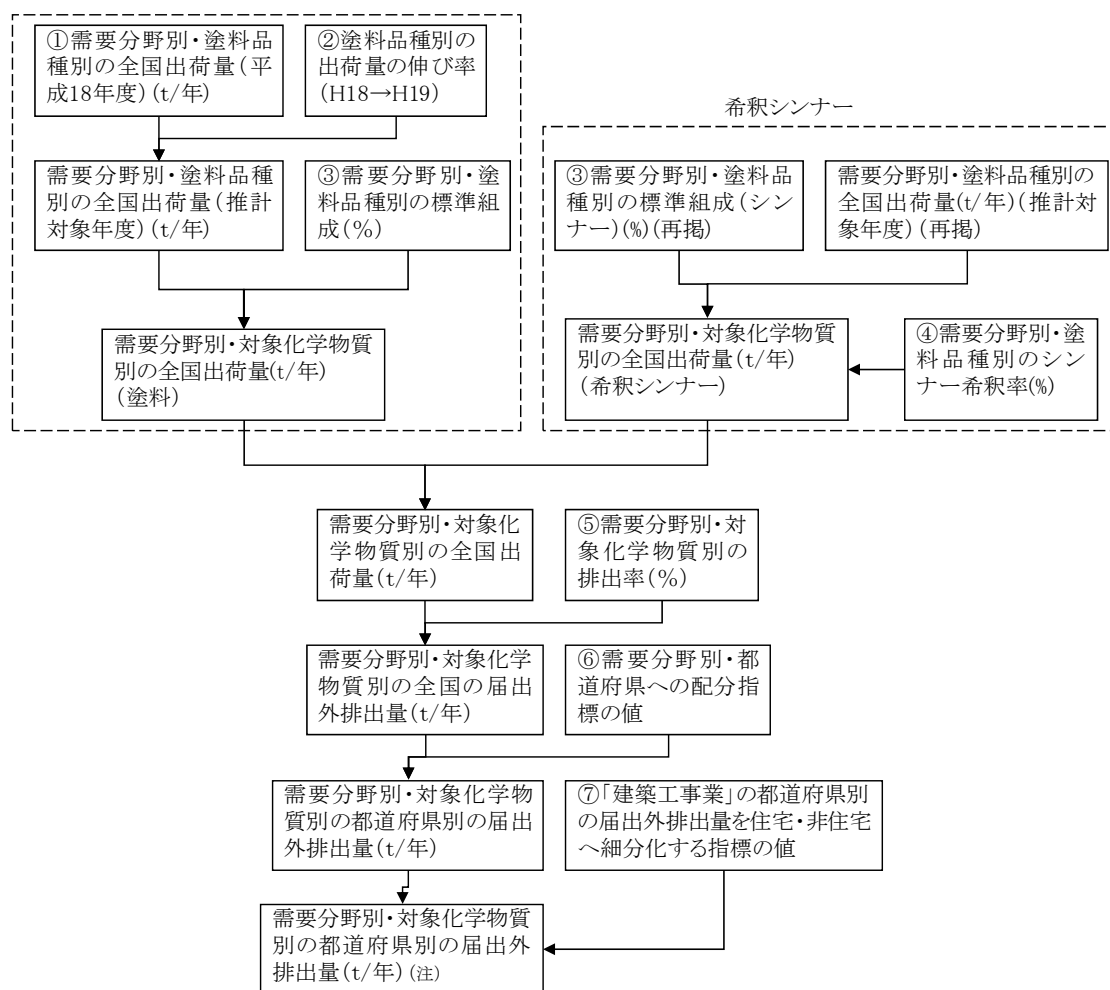 ①需要分野別・塗料品
種別の全国出荷量(平
成18年度)(t/年)
②塗料品種別の
出荷量の伸び率
(H18→H19)
需要分野別・塗料品種
別の全国出荷量(推計
対象年度)(t/年)
③需要分野別・塗
料品種別の標準組
成(%)
需要分野別・対象化学物質
別の全国出荷量(t/年)
(塗料)
希釈シンナー
③需要分野別・塗料品
種別の標準組成(シン
ナー)(%)(再掲)
需要分野別・塗料品種別の
全国出荷量(t/年)(推計対
象年度)(再掲)
需要分野別・対象化学物質
別の全国出荷量(t/年)
(希釈シンナー)
④需要分野別・塗
料品種別のシン
ナー希釈率(%)
需要分野別・対象化
学物質別の全国出
荷量(t/年)
⑤需要分野別・対
象化学物質別の
排出率(%)
需要分野別・対象化学
物質別の全国の届出
外排出量(t/年)
⑥需要分野別・都
道府県への配分指
標の値
需要分野別・対象化学物
質別の都道府県別の届出
外排出量(t/年)
⑦「建築工事業」の都道府県別
の届出外排出量を住宅・非住宅
へ細分化する指標の値
需要分野別・対象化学物質
別の都道府県別の届出外
排出量(t/年)(注)